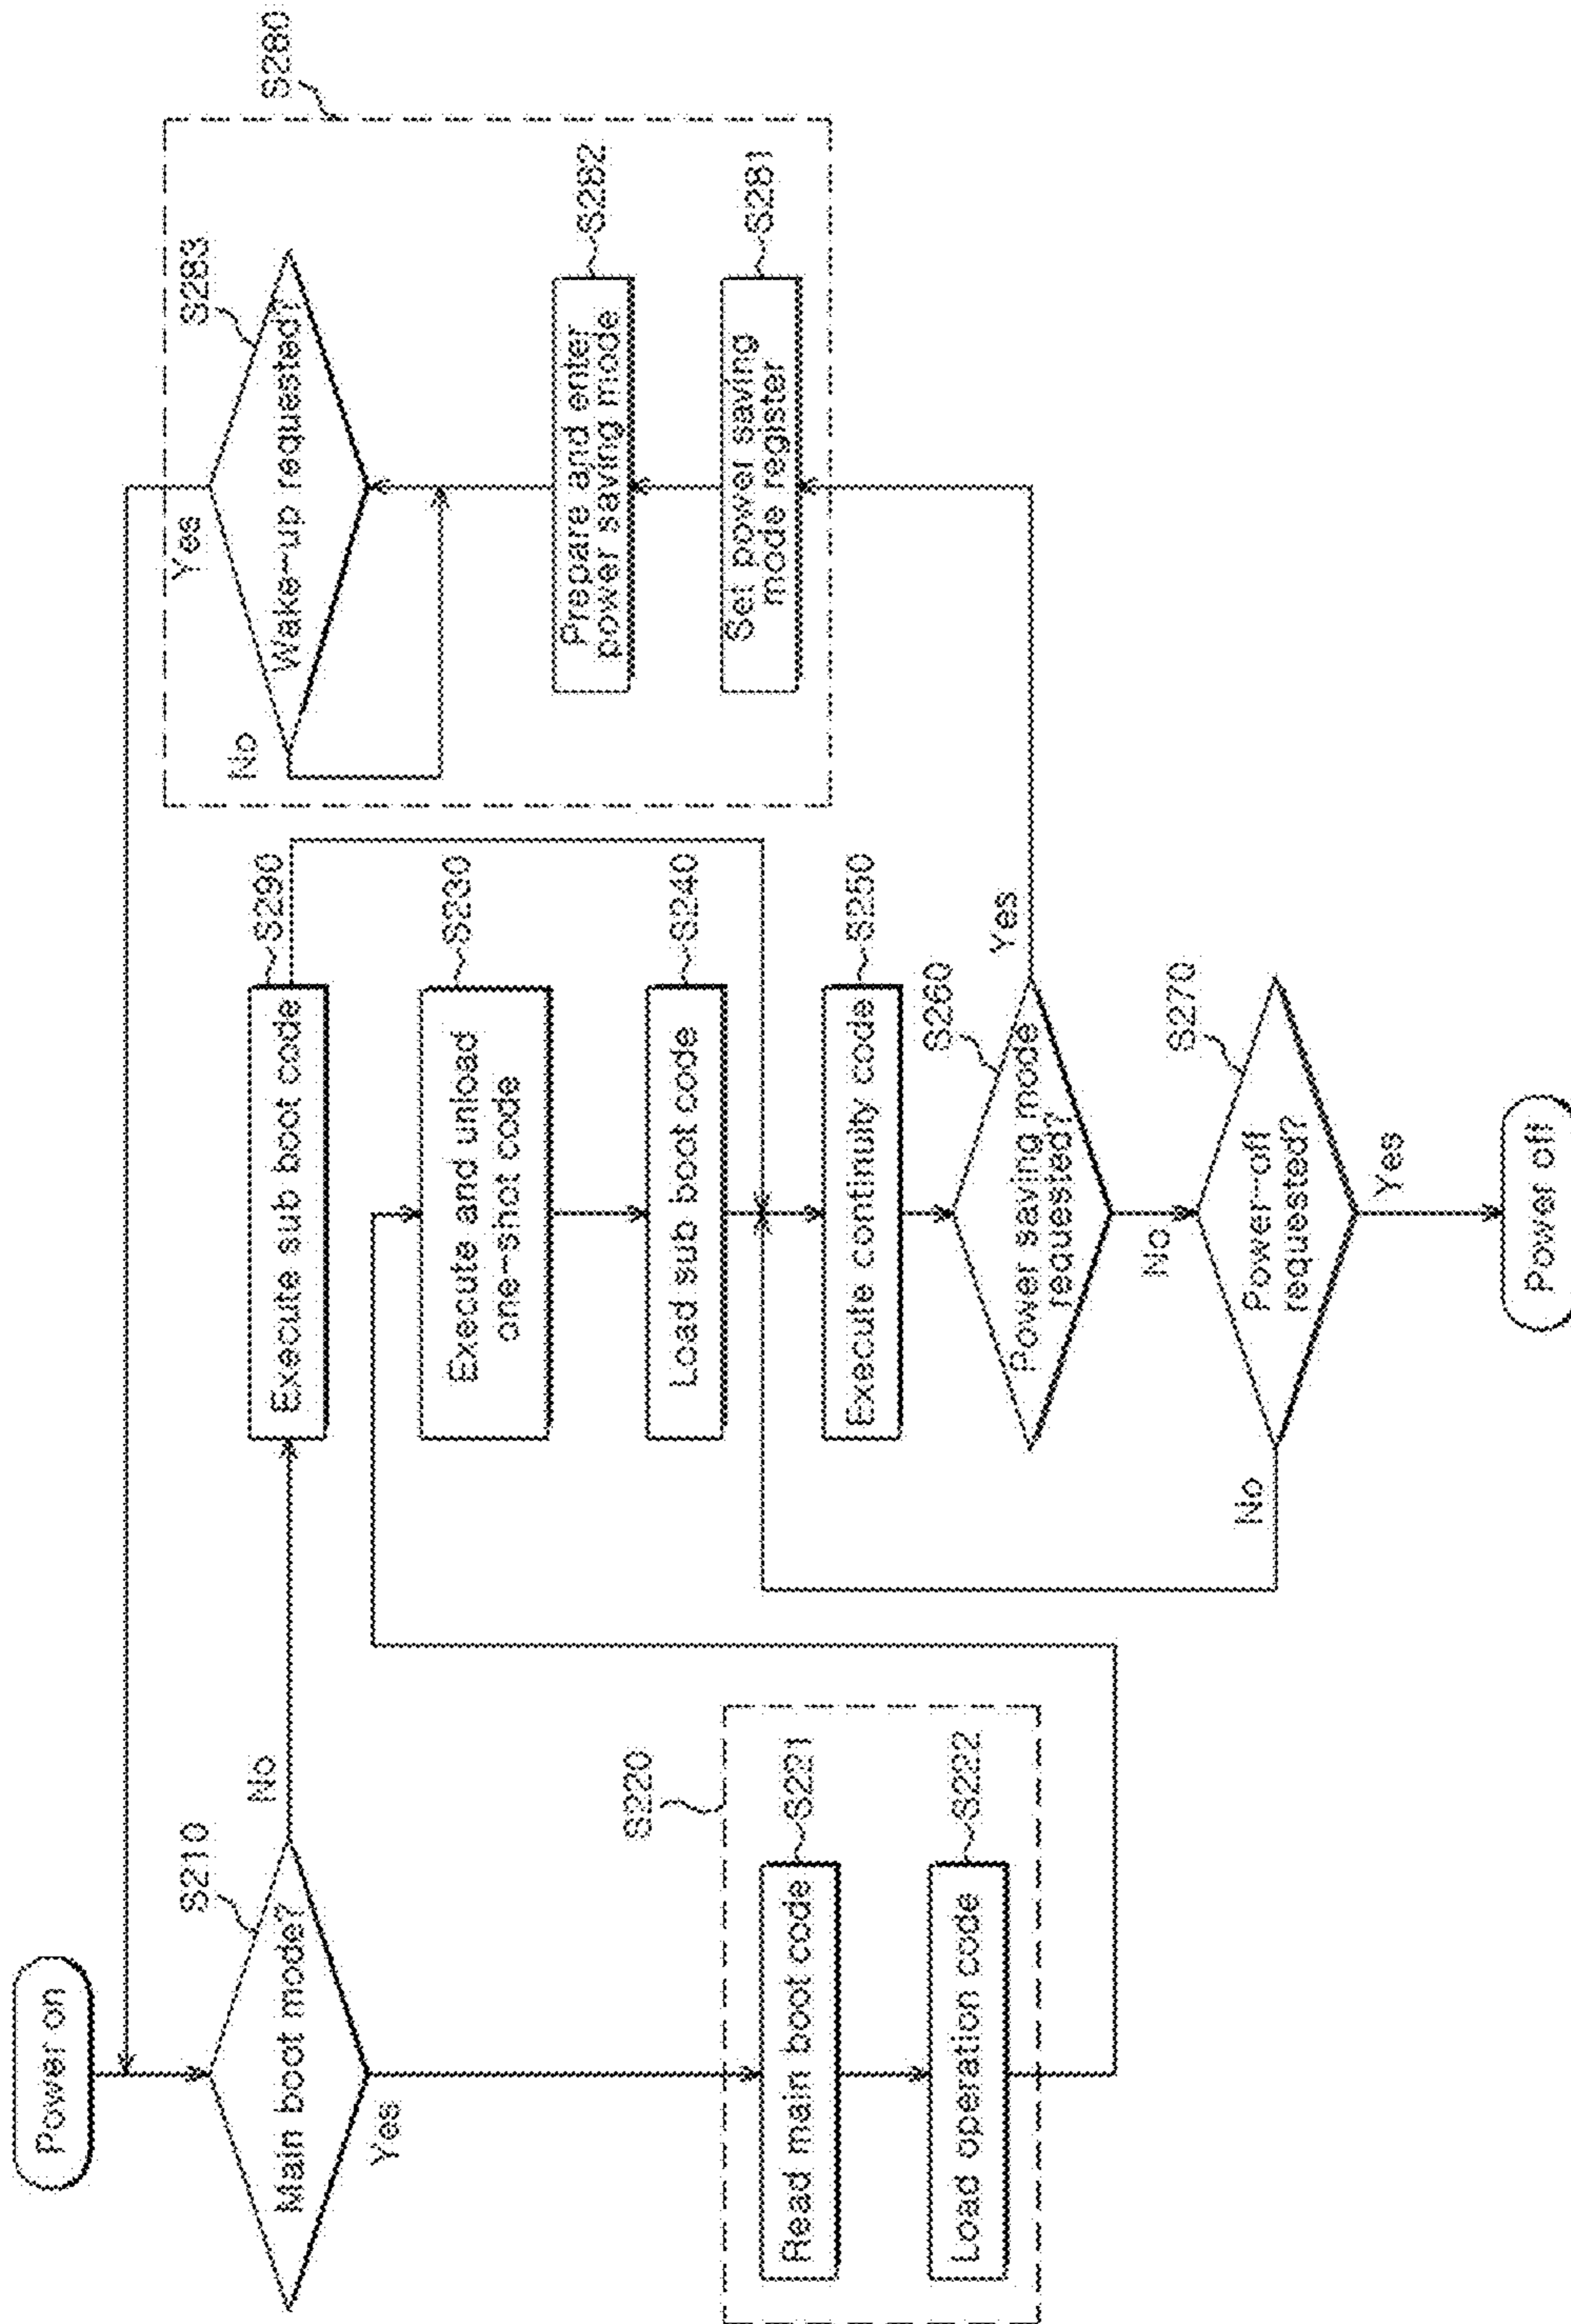 Power on
S210
Main boot mode?
No
Yes
S220
Read main boot code
S221
Load operation code
S222
Execute sub boot code
S290
Execute and unload
one-shot code
S230
Load sub boot code
S240
Execute continuity code
S250
S260
Power saving mode
requested?
Yes
No
S270
Power-off
requested?
No
Yes
Power off
S280
S283
Wake-up requested?
Yes
No
Prepare and enter
power saving mode
S282
Set power saving
mode register
S281